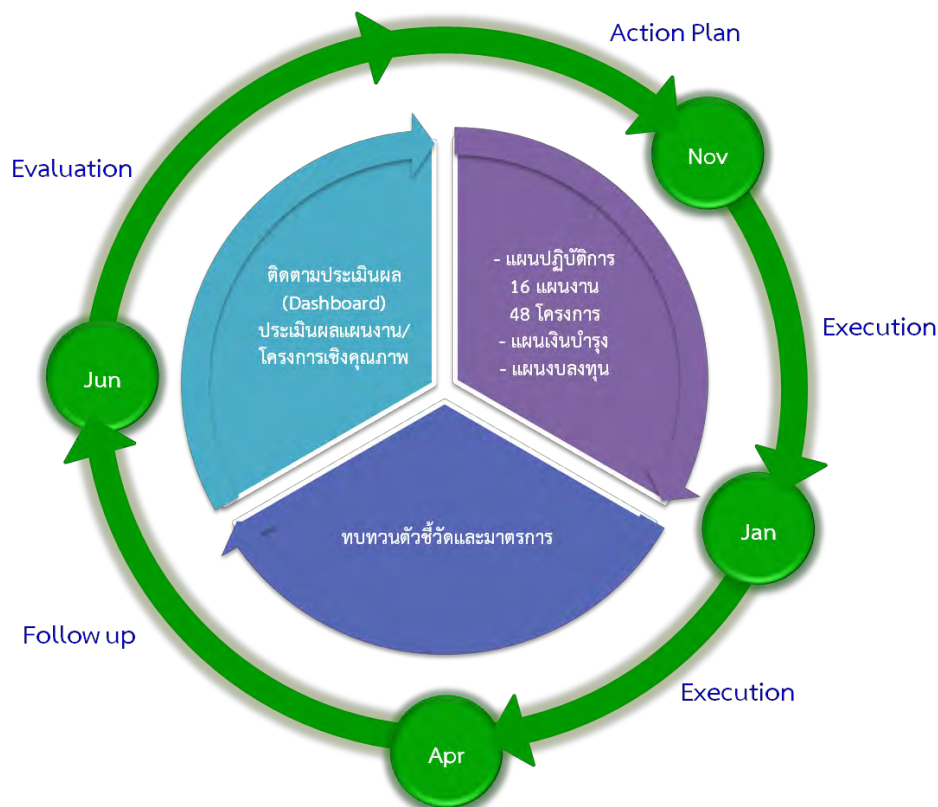 Action Plan
Nov
Evaluation
ติดตามประเมินผล
(Dashboard)
ประเมินผลแผนงาน/
โครงการเชิงคุณภาพ
- แผนปฏิบัติการ
16 แผนงาน
48 โครงการ
- แผนเงินบำรุง
- แผนงบลงทุน
Execution
Jun
Jan
ทบทวนตัวชี้วัดและมาตรการ
Follow up
Execution
Apr